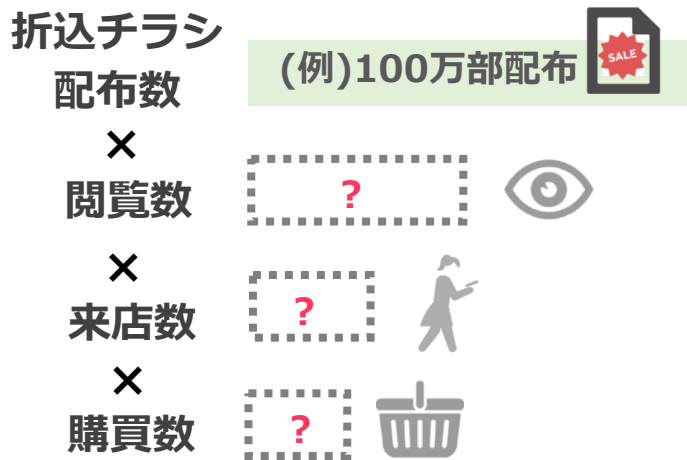 折込チラシ
配布数
(例)100万部配布
SALE
×
閲覧数
?
×
来店数
?
×
購買数
?